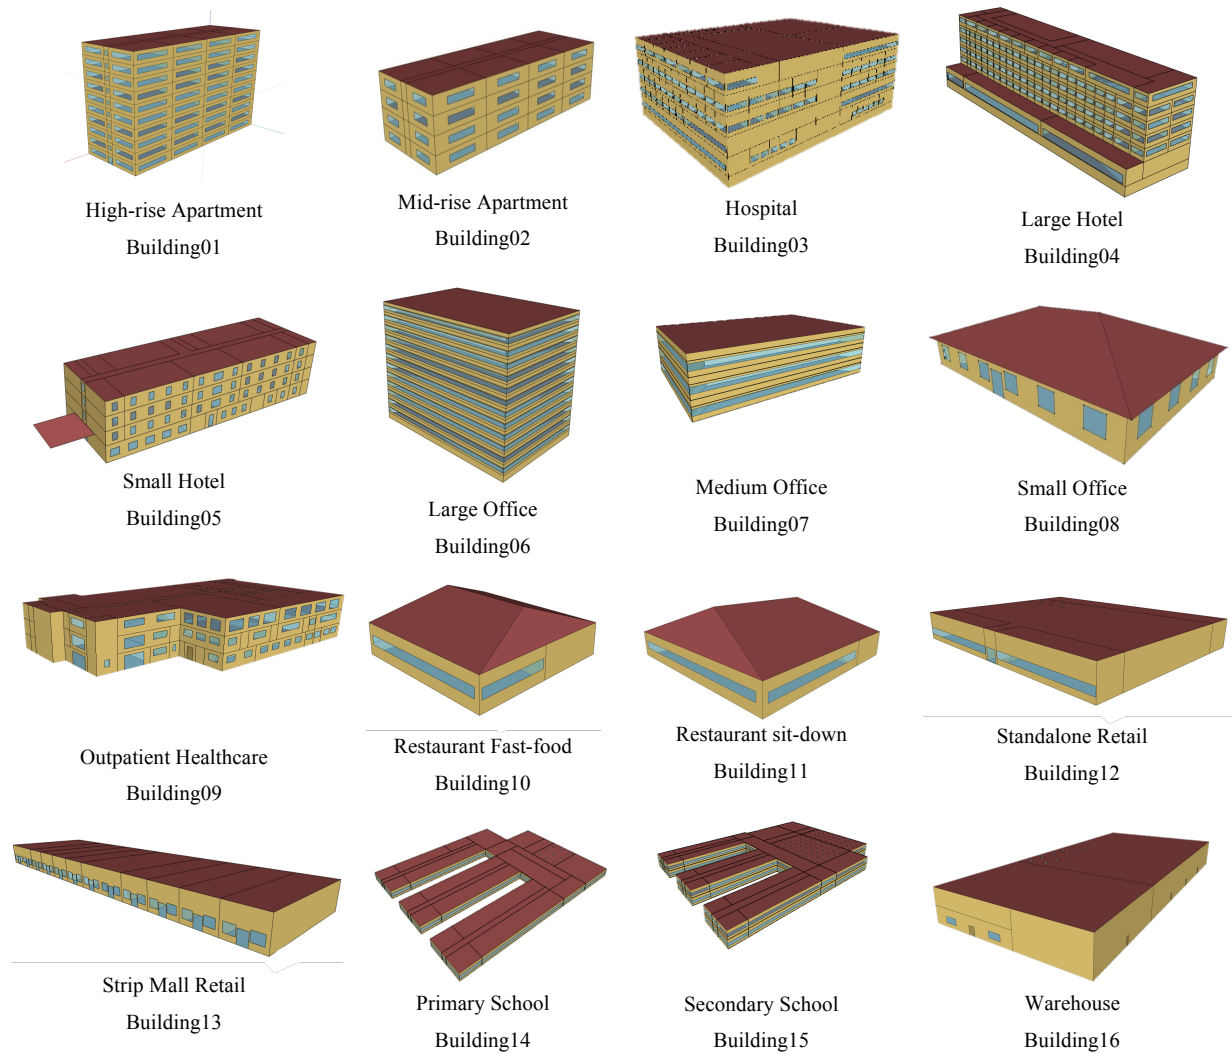 High-rise Apartment
Building01
Mid-rise Apartment
Building02
Hospital
Building03
Large Hotel
Building04
Small Hotel
Building05
Large Office
Building06
Medium Office
Building07
Small Office
Building08
Outpatient Healthcare
Building09
Restaurant Fast-food
Building10
Restaurant sit-down
Building11
Standalone Retail
Building12
Strip Mall Retail
Building13
Primary School
Building14
Secondary School
Building15
Warehouse
Building16